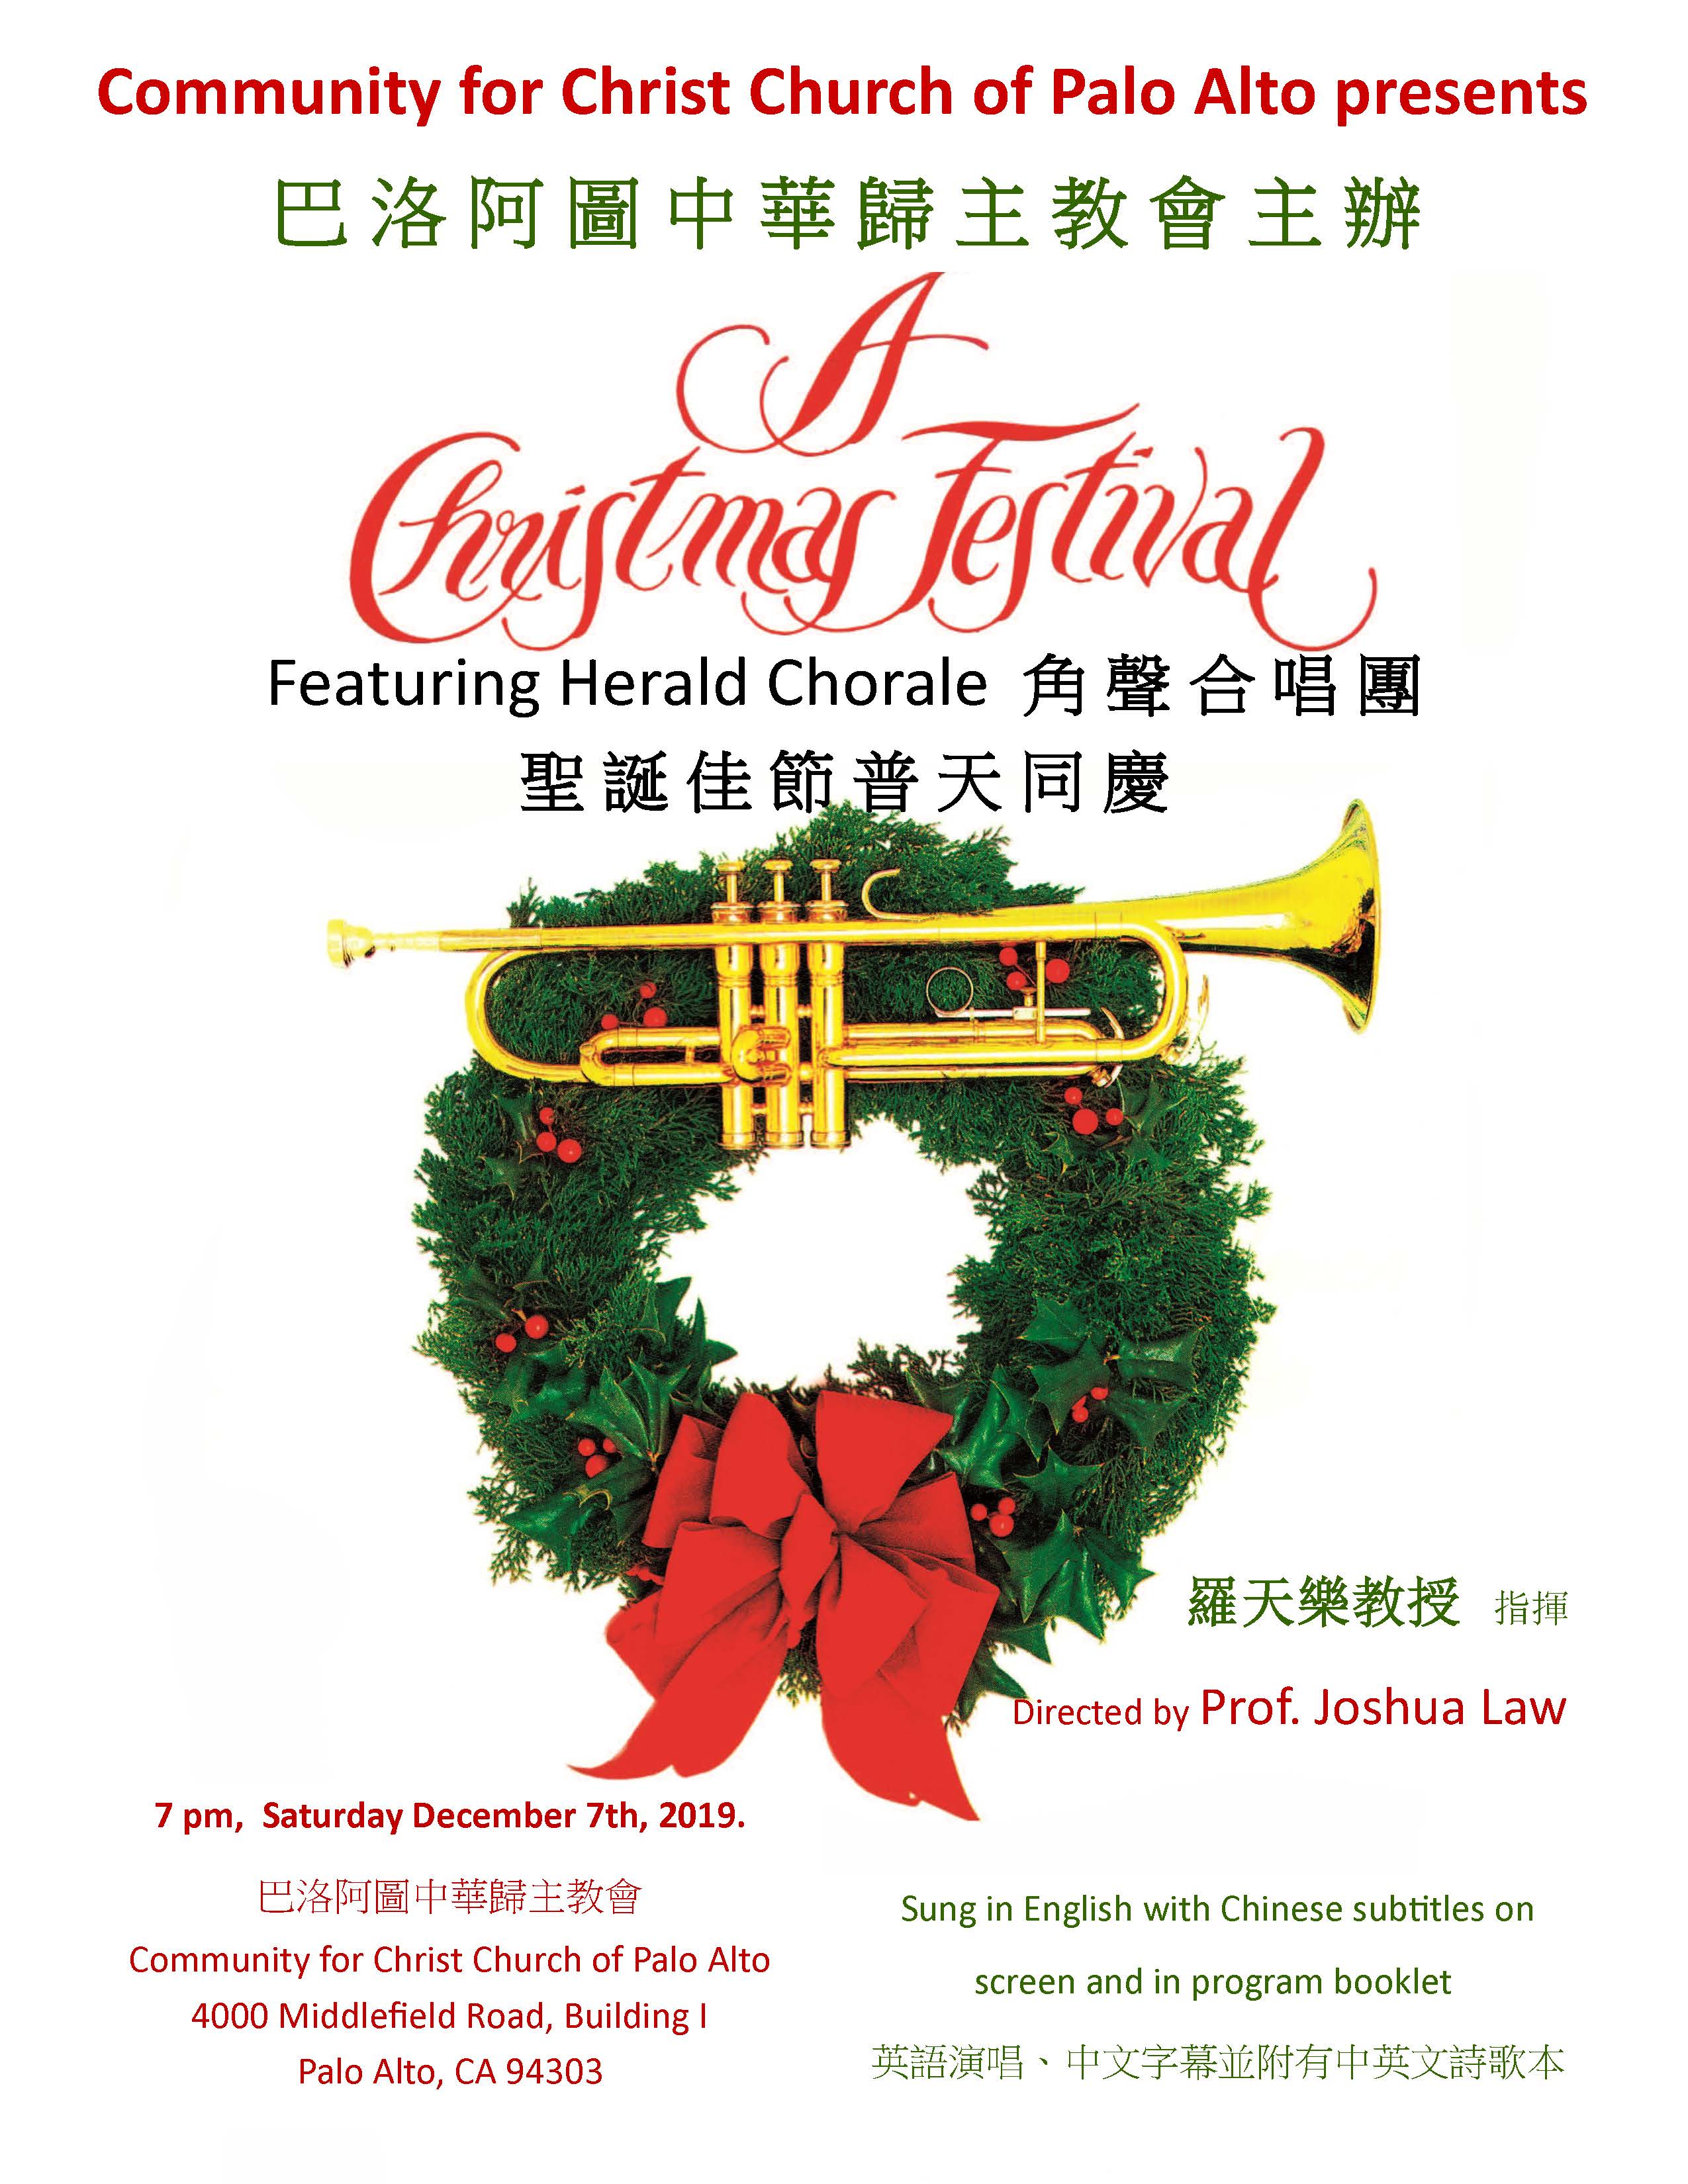 Community for Christ Church of Palo Alto presents
巴洛阿圖中華歸主教會主辦
A
Christmas Festival
Featuring Herald Chorale 角聲合唱團
聖誕佳節普天同慶
羅天樂教授 指揮
Directed by Prof. Joshua Law
7 pm, Saturday December 7th, 2019.
巴洛阿圖中華歸主教會
Community for Christ Church of Palo Alto
4000 Middlefield Road, Building I
Palo Alto, CA 94303
Sung in English with Chinese subtitles on
screen and in program booklet
英語演唱、中文字幕並附有中英文詩歌本